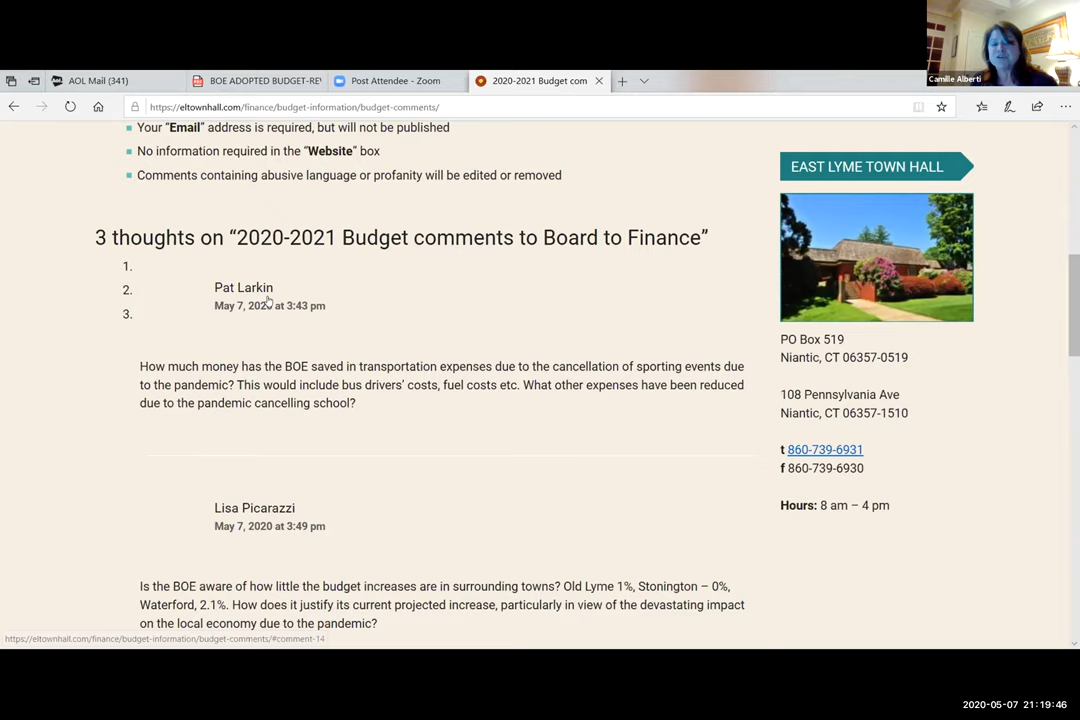 Camille Alberti
AOL Mail (341)
BOE ADOPTED BUDGET-REV
Post Attendee - Zoom
2020-2021 Budget com
https://eltownhall.com/finance/budget-information/budget-comments/
Your “Email” address is required, but will not be published
No information required in the “Website” box
Comments containing abusive language or profanity will be edited or removed
3 thoughts on “2020-2021 Budget comments to Board to Finance”
1.
2.
3.
Pat Larkin
May 7, 2020 at 3:43 pm
How much money has the BOE saved in transportation expenses due to the cancellation of sporting events due
to the pandemic? This would include bus drivers’ costs, fuel costs etc. What other expenses have been reduced
due to the pandemic cancelling school?
Lisa Picarazzi
May 7, 2020 at 3:49 pm
Is the BOE aware of how little the budget increases are in surrounding towns? Old Lyme 1%, Stonington – 0%,
Waterford, 2.1%. How does it justify its current projected increase, particularly in view of the devastating impact
on the local economy due to the pandemic?
EAST LYME TOWN HALL
PO Box 519
Niantic, CT 06357-0519
108 Pennsylvania Ave
Niantic, CT 06357-1510
t 860-739-6931
f 860-739-6930
Hours: 8 am – 4 pm
https://eltownhall.com/finance/budget-information/budget-comments/#comment-14
2020-05-07 21:19:46